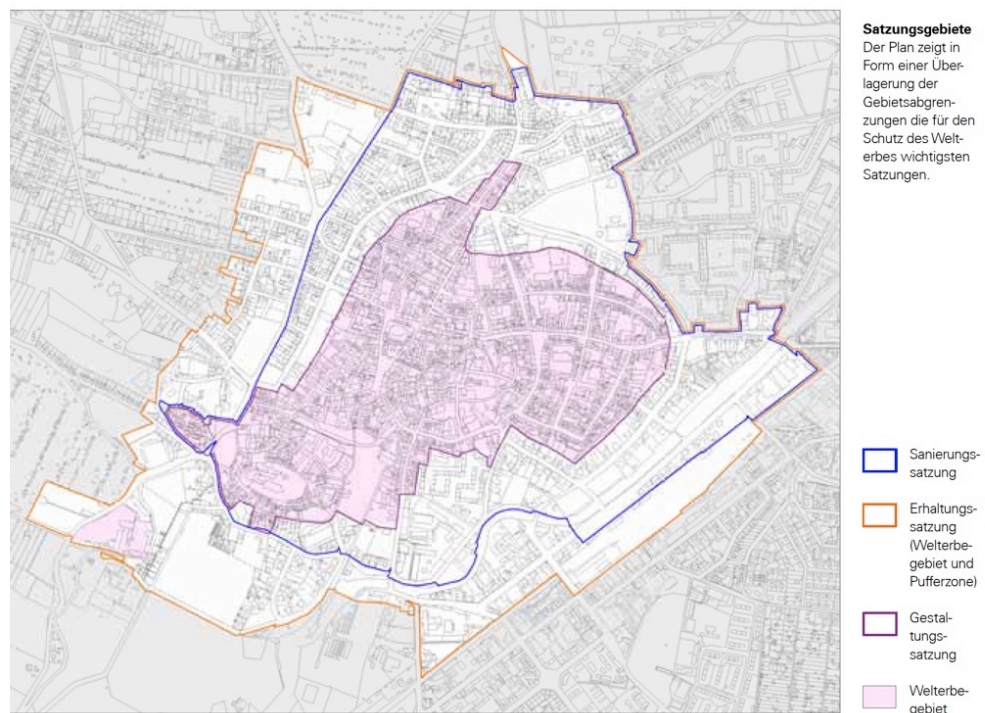 Satzungsgebiete
Der Plan zeigt in
Form einer Über-
lagerung der
Gebietsabgren-
zungen die für den
Schutz des Welt-
erbes wichtigsten
Satzungen.
Sanierungs-
satzung
Erhaltungs-
satzung
(Welterbe-
gebiet und
Pufferzone)
Gestal-
tungs-
satzung
Welterbe-
gebiet